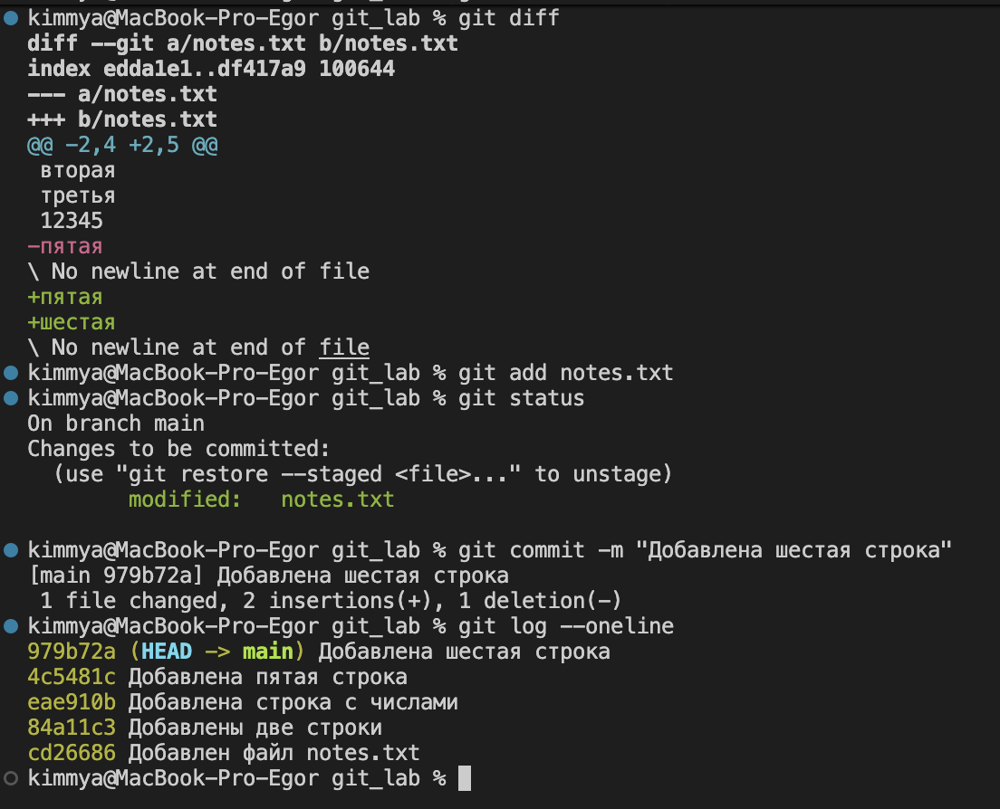 kimmya@MacBook-Pro-Egor git_lab % git diff
diff --git a/notes.txt b/notes.txt
index edda1e1..df417a9 100644
--- a/notes.txt
+++ b/notes.txt
@@ -2,4 +2,5 @@
 вторая
 третья
 12345
-пятая
\ No newline at end of file
+пятая
+шестая
\ No newline at end of file
kimmya@MacBook-Pro-Egor git_lab % git add notes.txt
kimmya@MacBook-Pro-Egor git_lab % git status
On branch main
Changes to be committed:
  (use "git restore --staged <file>..." to unstage)
        modified:   notes.txt

kimmya@MacBook-Pro-Egor git_lab % git commit -m "Добавлена шестая строка"
[main 979b72a] Добавлена шестая строка
 1 file changed, 2 insertions(+), 1 deletion(-)
kimmya@MacBook-Pro-Egor git_lab % git log --oneline
979b72a (HEAD -> main) Добавлена шестая строка
4c5481c Добавлена пятая строка
eae910b Добавлена строка с числами
84a11c3 Добавлены две строки
cd26686 Добавлен файл notes.txt
kimmya@MacBook-Pro-Egor git_lab %